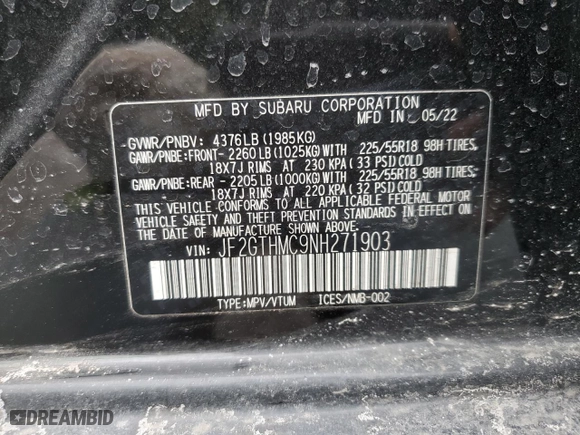 MFD BY SUBARU CORPORATION
MFD IN 05/22
GVWR/PNBV: 4376LB (1985KG)
GAWR/PNBE:FRONT- 2260LB (1025KG) WITH 225/55R18 98H TIRES,
18X7J RIMS AT 230 KPA (33 PSI) COLD
GAWR/PNBE:REAR - 2205LB (1000KG) WITH 225/55R18 98H TIRES,
18X7J RIMS AT 220 KPA (32 PSI) COLD
THIS VEHICLE CONFORMS TO ALL APPLICABLE FEDERAL MOTOR
VEHICLE SAFETY AND THEFT PREVENTION STANDARDS IN EFFECT ON
THE DATE OF MANUFACTURE SHOWN ABOVE.
VIN: JF2GTHMC9NH271903
TYPE:MPV/VTUM ICES/NMB-002
DREAMBID